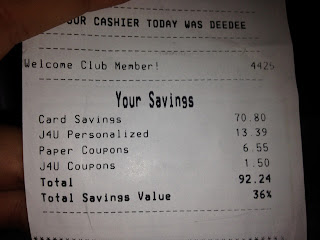 YOUR CASHIER TODAY WAS DEEDEE
Welcome Club Member! 4425
Your Savings
Card Savings 70.80
J4U Personalized 13.39
Paper Coupons 6.55
J4U Coupons 1.50
Total 92.24
Total Savings Value 36%